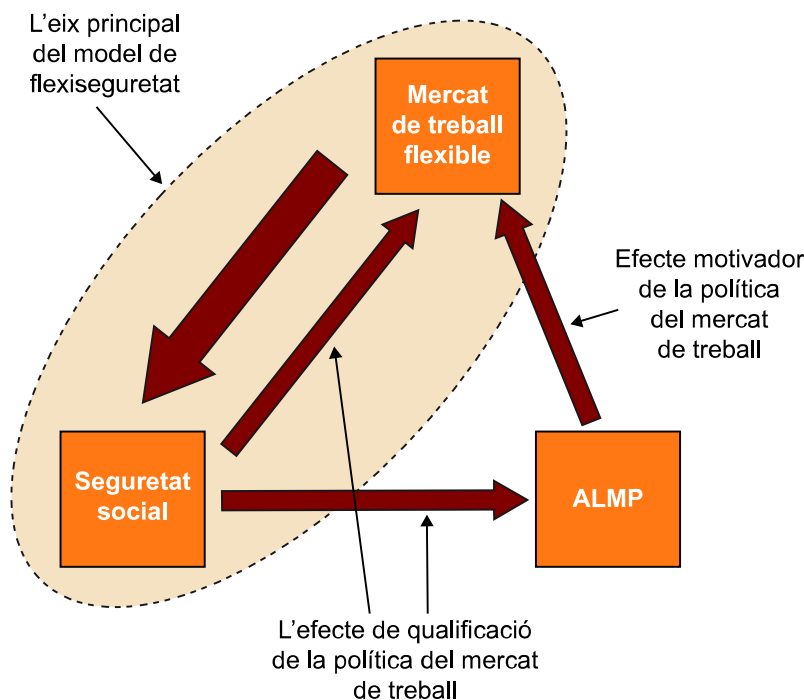 L’eix principal
del model de
flexiseguretat
Mercat
de treball
flexible
Efecte motivador
de la política
del mercat
de treball
Seguretat
social
ALMP
L’efecte de qualificació
de la política del mercat
de treball